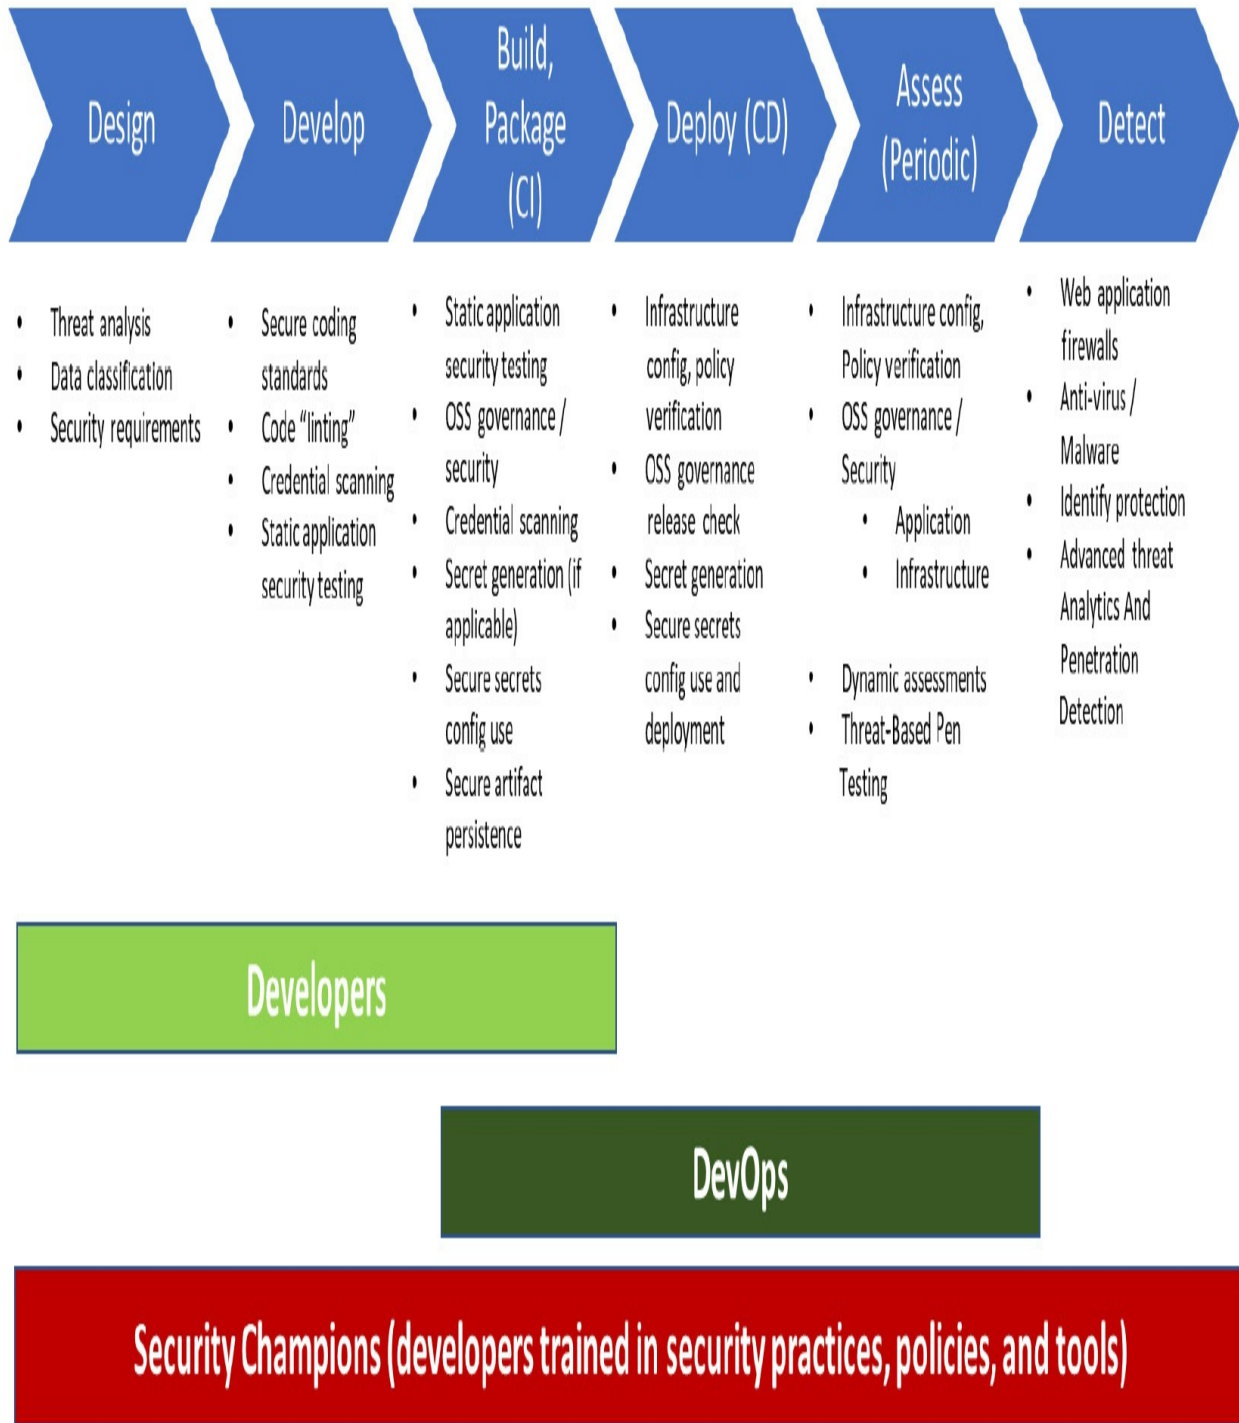 Design
Develop
Build,
Package
(CI)
Deploy (CD)
Assess
(Periodic)
Detect
• Threat analysis
• Data classification
• Security requirements
• Secure coding
standards
• Code “linting”
• Credential scanning
• Static application
security testing
• Static application
security testing
• OSS governance /
security
• Credential scanning
• Secret generation (if
applicable)
• Secure secrets
config use
• Secure artifact
persistence
• Infrastructure
config, policy
verification
• OSS governance
release check
• Secret generation
• Secure secrets
config use and
deployment
• Infrastructure config,
Policy verification
• OSS governance /
Security
• Application
• Infrastructure
• Dynamic assessments
• Threat-Based Pen
Testing
• Web application
firewalls
• Anti-virus /
Malware
• Identify protection
• Advanced threat
Analytics And
Penetration
Detection
Developers
DevOps
Security Champions (developers trained in security practices, policies, and tools)